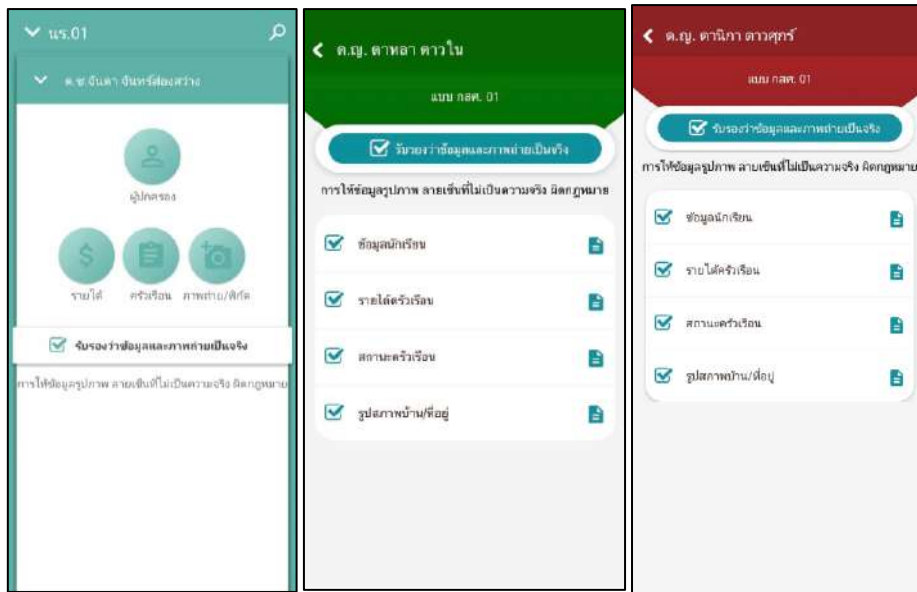 นร.01
ด.ช.จันดา จันทร์ส่องสว่าง
ผู้ปกครอง
รายได้
ครัวเรือน
ภาพถ่าย/พิกัด
รับรองว่าข้อมูลและภาพถ่ายเป็นจริง
การให้ข้อมูลรูปภาพ ลายเซ็นที่ไม่เป็นความจริง ผิดกฎหมาย
ด.ญ. ดาหลา ดาวใน
แบบ กสศ. 01
รับรองว่าข้อมูลและภาพถ่ายเป็นจริง
การให้ข้อมูลรูปภาพ ลายเซ็นที่ไม่เป็นความจริง ผิดกฎหมาย
ข้อมูลนักเรียน
รายได้ครัวเรือน
สถานะครัวเรือน
รูปสภาพบ้าน/ที่อยู่
ด.ญ. ดานิกา ดาวศุกร์
แบบ กสศ. 01
รับรองว่าข้อมูลและภาพถ่ายเป็นจริง
การให้ข้อมูลรูปภาพ ลายเซ็นที่ไม่เป็นความจริง ผิดกฎหมาย
ข้อมูลนักเรียน
รายได้ครัวเรือน
สถานะครัวเรือน
รูปสภาพบ้าน/ที่อยู่